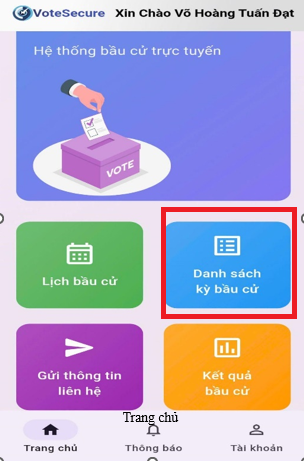 VoteSecure Xin Chào Võ Hoàng Tuấn Đạt
Hệ thống bầu cử trực tuyến
VOTE
Lịch bầu cử
Danh sách
kỳ bầu cử
Gửi thông tin
liên hệ
Kết quả
bầu cử
Trang chủ
Trang chủ
Thông báo
Tài khoản